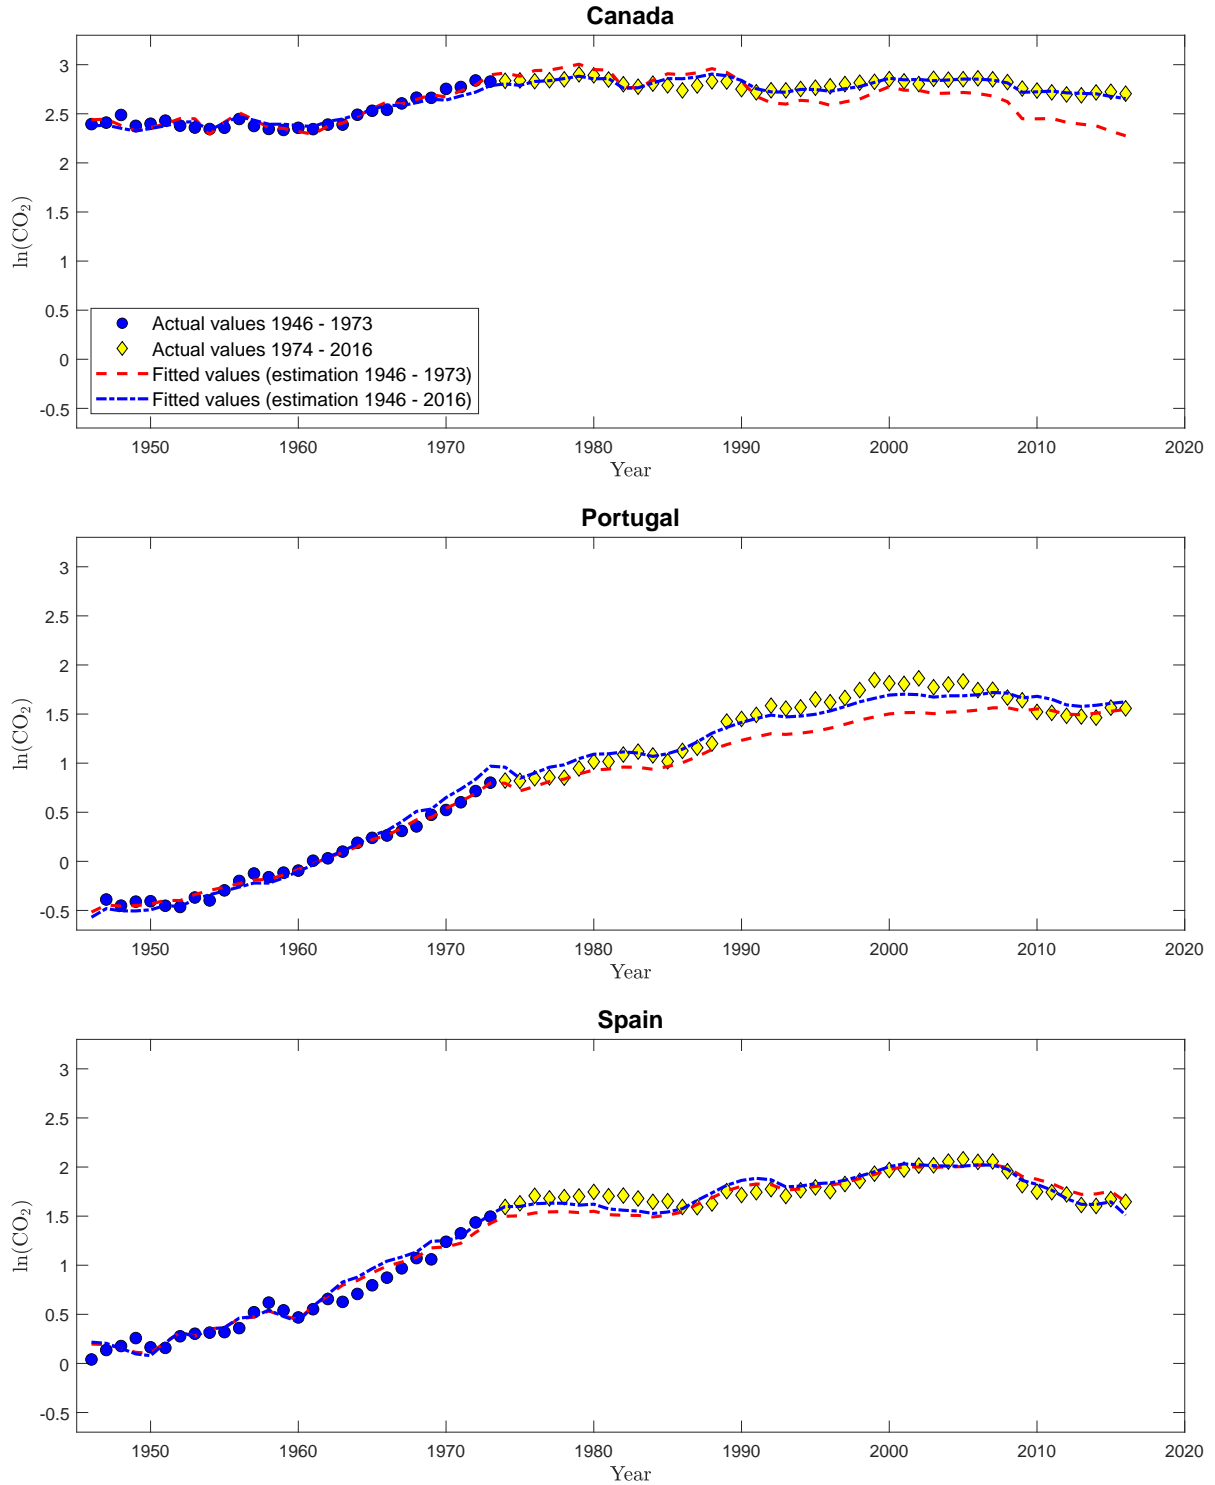 Canada
3
2.5
2
1.5
1
0.5
0
-0.5
ln(CO2)
Actual values 1946 - 1973
Actual values 1974 - 2016
Fitted values (estimation 1946 - 1973)
Fitted values (estimation 1946 - 2016)
1950 1960 1970 1980 1990 2000 2010 2020
Year
Portugal
3
2.5
2
1.5
1
0.5
0
-0.5
ln(CO2)
1950 1960 1970 1980 1990 2000 2010 2020
Year
Spain
3
2.5
2
1.5
1
0.5
0
-0.5
ln(CO2)
1950 1960 1970 1980 1990 2000 2010 2020
Year